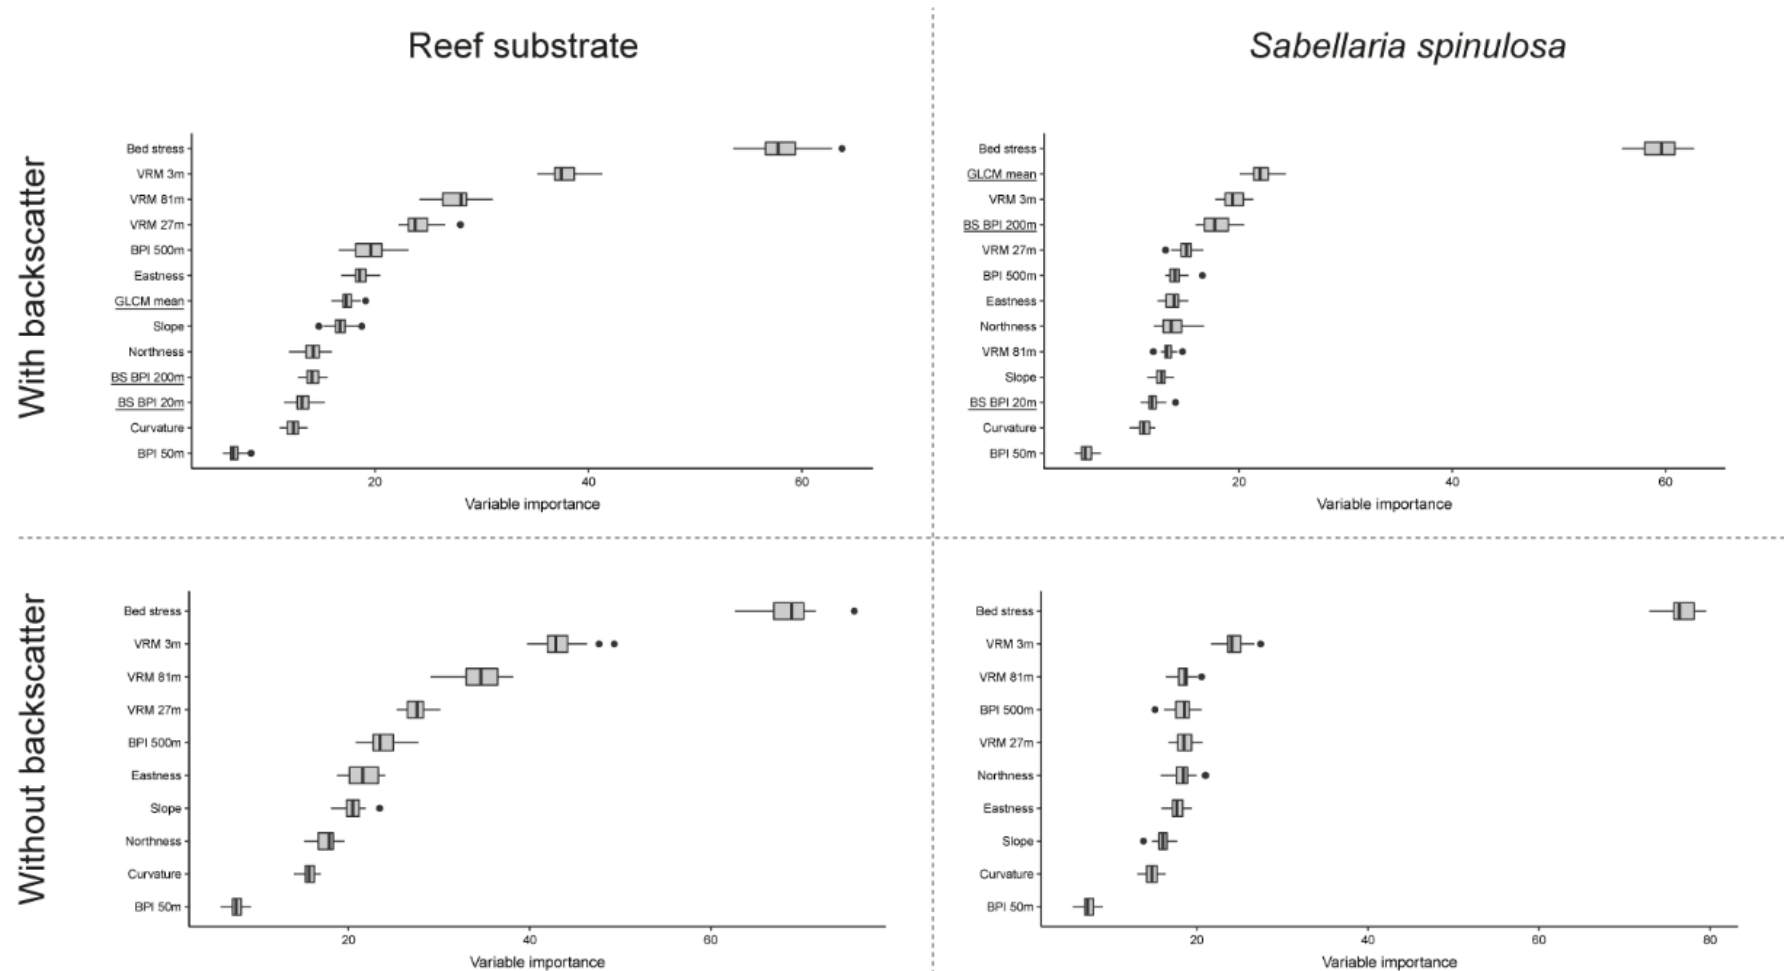 Reef substrate
Sabellaria spinulosa
With backscatter
Bed stress
VRM 3m
VRM 81m
VRM 27m
BPI 500m
Eastness
GLCM mean
Slope
Northness
BS BPI 200m
BS BPI 20m
Curvature
BPI 50m
20 40 60
Variable importance
Bed stress
GLCM mean
VRM 3m
BS BPI 200m
VRM 27m
BPI 500m
Eastness
Northness
VRM 81m
Slope
BS BPI 20m
Curvature
BPI 50m
20 40 60
Variable importance
Without backscatter
Bed stress
VRM 3m
VRM 81m
VRM 27m
BPI 500m
Eastness
Slope
Northness
Curvature
BPI 50m
20 40 60
Variable importance
Bed stress
VRM 3m
VRM 81m
BPI 500m
VRM 27m
Northness
Eastness
Slope
Curvature
BPI 50m
20 40 60 80
Variable importance